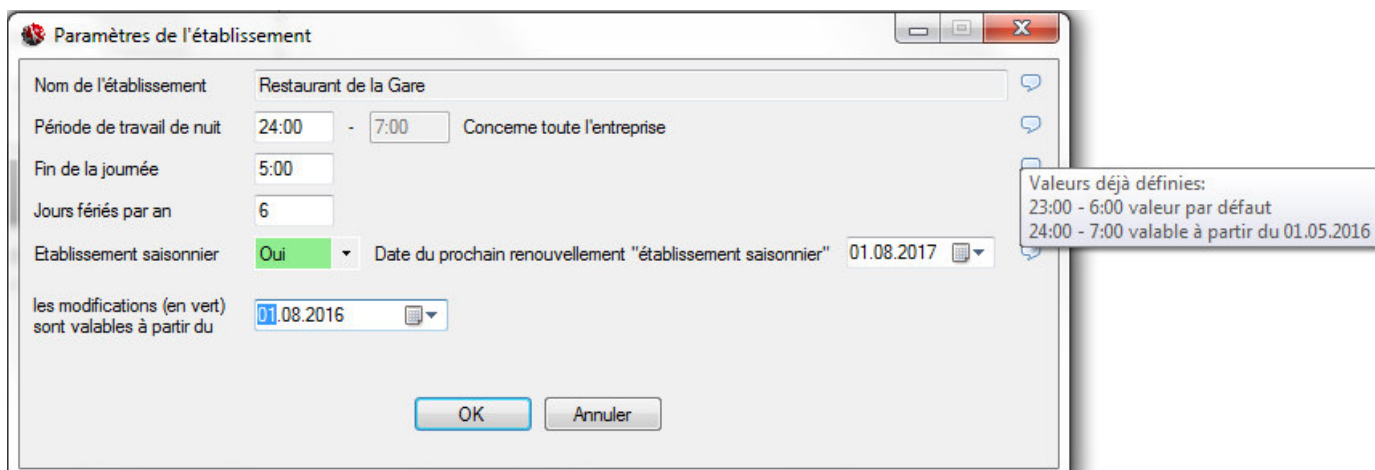 Paramètres de l'établissement
Nom de l'établissement Restaurant de la Gare
Période de travail de nuit 24:00 - 7:00 Concerne toute l'entreprise
Fin de la journée 5:00
Valeurs déjà définies:
23:00 - 6:00 valeur par défaut
24:00 - 7:00 valable à partir du 01.05.2016
Jours fériés par an 6
Etablissement saisonnier Oui Date du prochain renouvellement "établissement saisonnier" 01.08.2017
les modifications (en vert)
sont valables à partir du 01.08.2016
OK Annuler